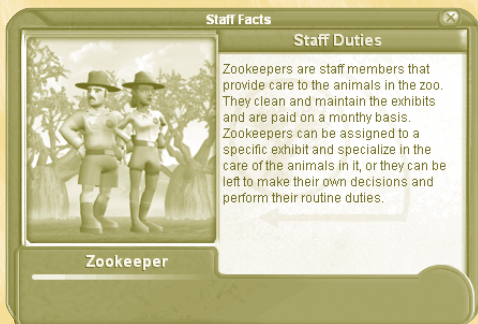 Staff Facts
Staff Duties
Zookeepers are staff members that
provide care to the animals in the zoo.
They clean and maintain the exhibits
and are paid on a monthy basis.
Zookeepers can be assigned to a
specific exhibit and specialize in the
care of the animals in it, or they can be
left to make their own decisions and
perform their routine duties.
Zookeeper